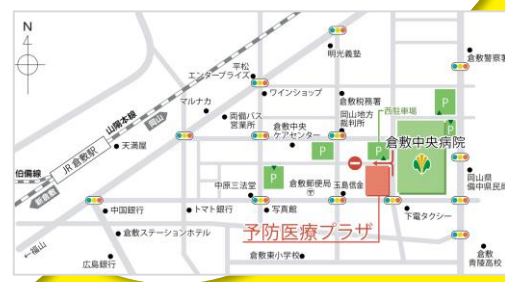 N
明光義塾
倉敷警察署
平松
エンタープライズ
ワインショップ
マルナカ
倉敷税務署
両備バス
営業所
岡山地方
裁判所
西駐車場
P
P
山陽本線
岡山
倉敷中央
ケアセンター
倉敷中央病院
P
P
天満屋
JR 倉敷駅
伯備線
新倉敷
P
岡山県
備中県民局
中原三法堂
倉敷郵便局
玉島信金
中国銀行
トマト銀行
写真館
下電タクシー
予防医療プラザ
倉敷ステーションホテル
←福山
広島銀行
倉敷東小学校
倉敷
青陵高校